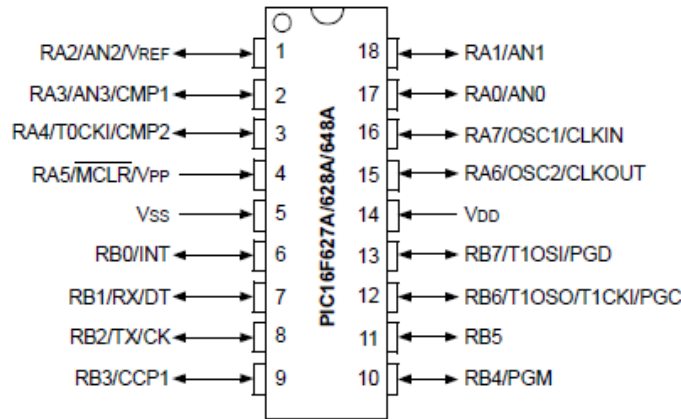 RA2/AN2/VREF 1 18 RA1/AN1
RA3/AN3/CMP1 2 17 RA0/AN0
RA4/T0CKI/CMP2 3 16 RA7/OSC1/CLKIN
RA5/MCLR/VPP 4 15 RA6/OSC2/CLKOUT
VSS 5 14 VDD
RB0/INT 6 13 RB7/T1OSI/PGD
RB1/RX/DT 7 12 RB6/T1OSO/T1CKI/PGC
RB2/TX/CK 8 11 RB5
RB3/CCP1 9 10 RB4/PGM
PIC16F627A/628A/648A